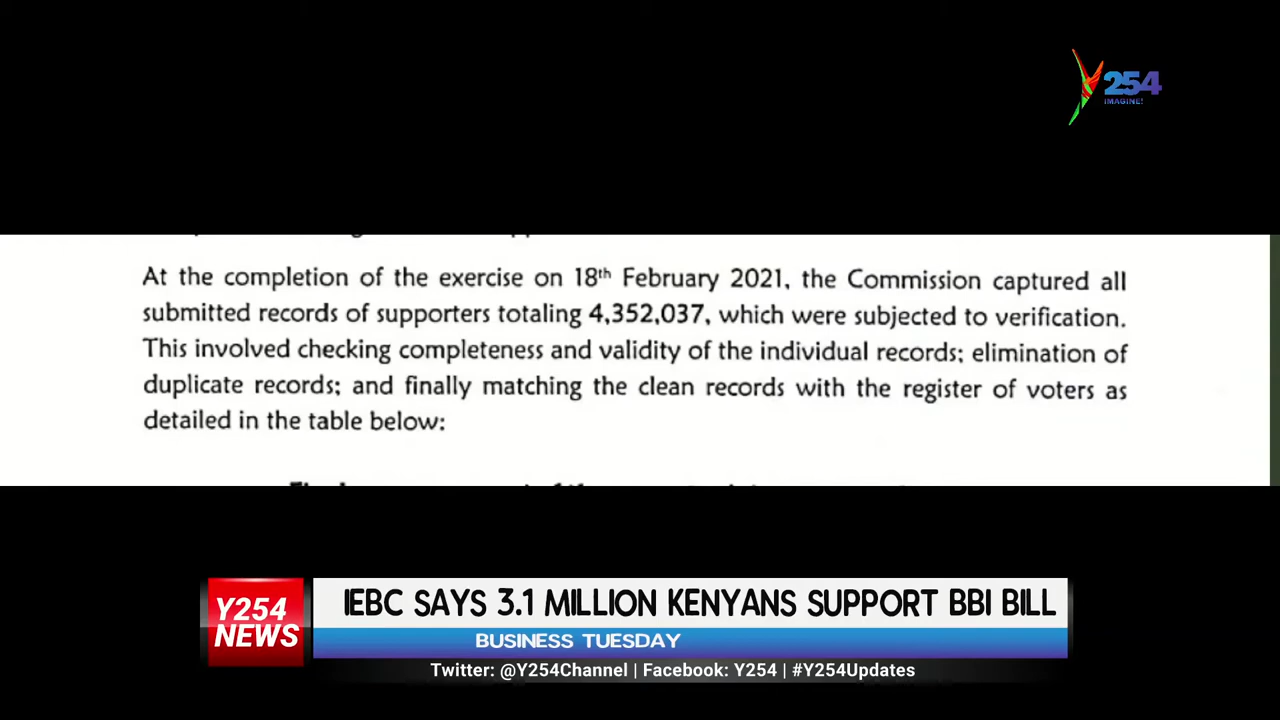 254
IMAGINE!
At the completion of the exercise on 18th February 2021, the Commission captured all
submitted records of supporters totaling 4,352,037, which were subjected to verification.
This involved checking completeness and validity of the individual records; elimination of
duplicate records; and finally matching the clean records with the register of voters as
detailed in the table below:
Y254
NEWS
IEBC SAYS 3.1 MILLION KENYANS SUPPORT BBI BILL
BUSINESS TUESDAY
Twitter: @Y254Channel | Facebook: Y254 | #Y254Updates